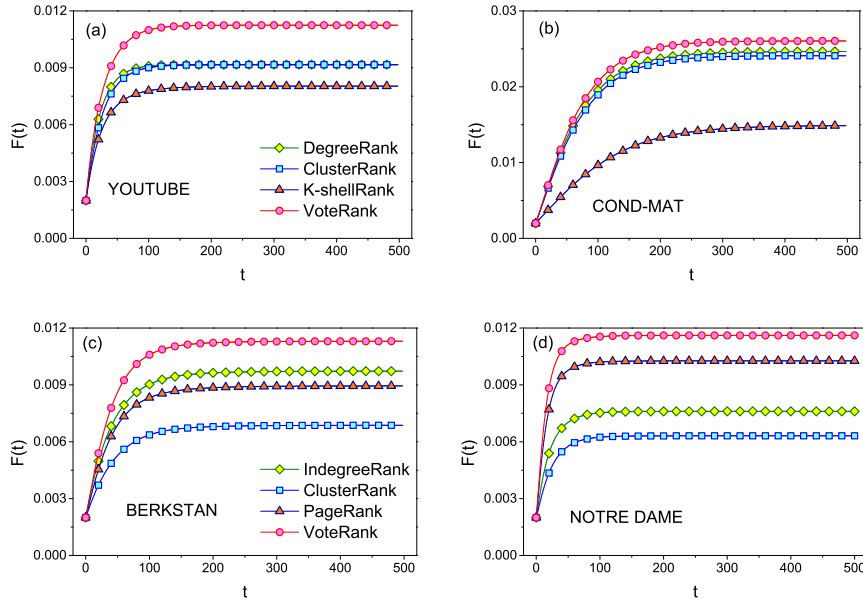 (a)
0.012
0.009
0.006
0.003
0.000
F(t)
DegreeRank
ClusterRank
K-shellRank
VoteRank
YOUTUBE
0 100 200 300 400 500
t
(b)
0.03
0.02
0.01
0.00
F(t)
COND-MAT
0 100 200 300 400 500
t
(c)
0.012
0.009
0.006
0.003
0.000
F(t)
IndegreeRank
ClusterRank
PageRank
VoteRank
BERKSTAN
0 100 200 300 400 500
t
(d)
0.012
0.009
0.006
0.003
0.000
F(t)
NOTRE DAME
0 100 200 300 400 500
t